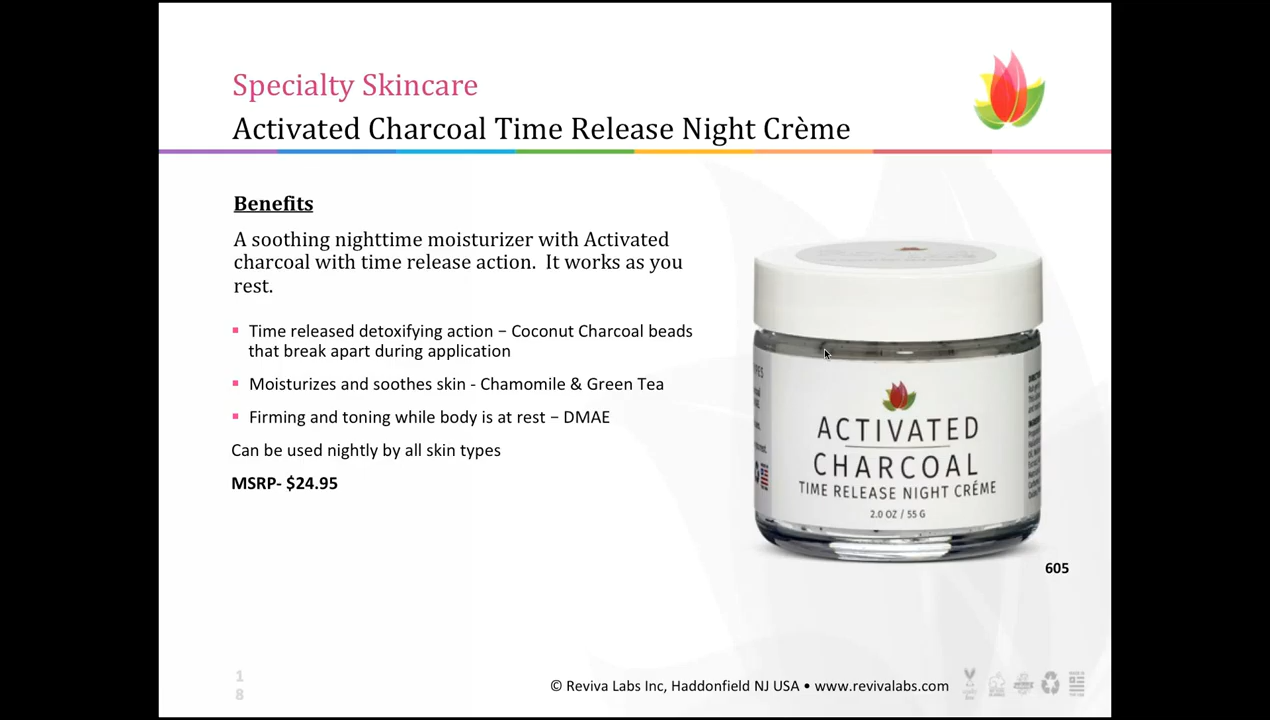 Specialty Skincare
Activated Charcoal Time Release Night Crème
Benefits
A soothing nighttime moisturizer with Activated
charcoal with time release action.  It works as you
rest.
Time released detoxifying action – Coconut Charcoal beads
that break apart during application
Moisturizes and soothes skin - Chamomile & Green Tea
Firming and toning while body is at rest – DMAE
Can be used nightly by all skin types
MSRP- $24.95
ACTIVATED
CHARCOAL
TIME RELEASE NIGHT CRÉME
2.0 OZ / 55 G
605
1
8
© Reviva Labs Inc, Haddonfield NJ USA • www.revivalabs.com